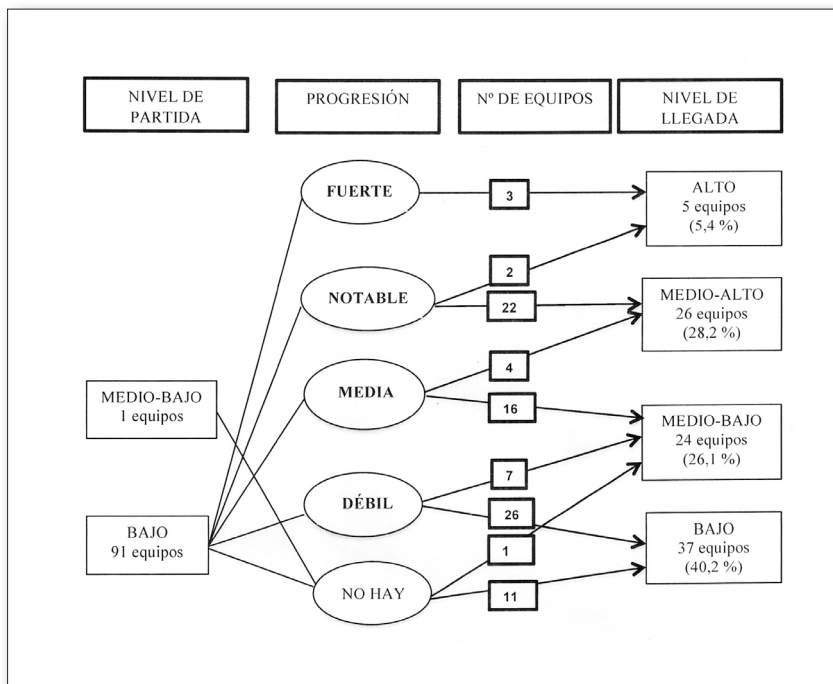 NIVEL DE
PARTIDA
PROGRESIÓN
Nº DE EQUIPOS
NIVEL DE
LLEGADA
FUERTE
3
ALTO
5 equipos
(5,4 %)
2
NOTABLE
22
MEDIO-ALTO
26 equipos
(28,2 %)
4
MEDIO-BAJO
1 equipos
MEDIA
16
MEDIO-BAJO
24 equipos
(26,1 %)
7
DÉBIL
26
BAJO
91 equipos
1
BAJO
37 equipos
(40,2 %)
NO HAY
11